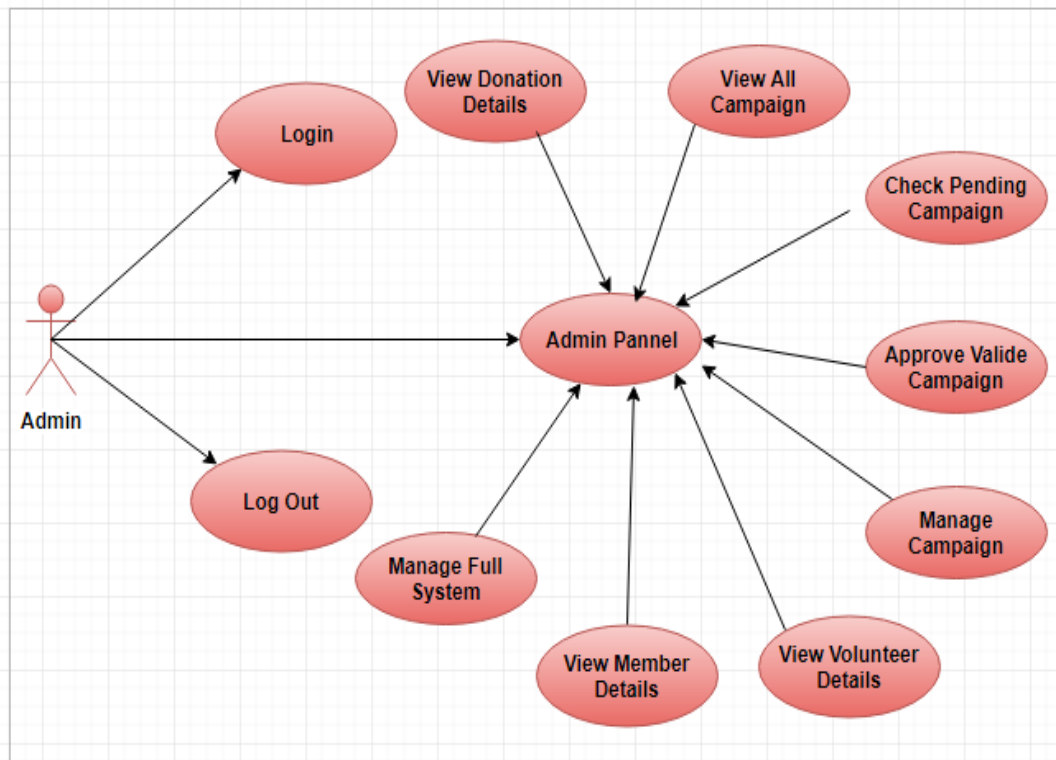 View Donation
Details
View All
Campaign
Login
Check Pending
Campaign
Admin Pannel
Approve Valide
Campaign
Admin
Log Out
Manage
Campaign
Manage Full
System
View Member
Details
View Volunteer
Details